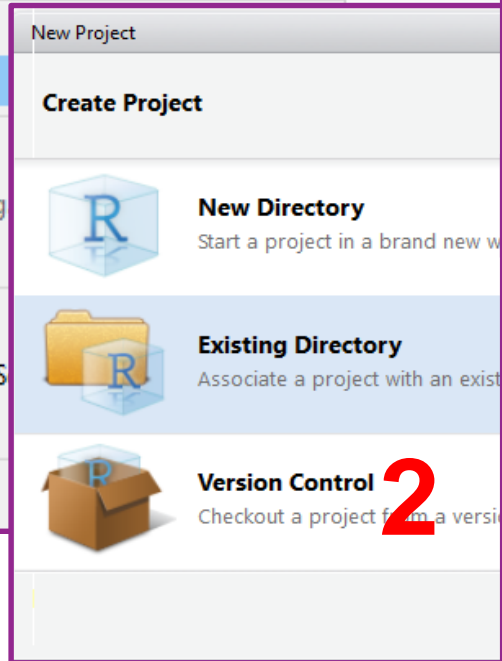 New Project
Create Project
R
New Directory
Start a project in a brand new w
R
Existing Directory
Associate a project with an exist
R
Version Control 2
Checkout a project from a versi